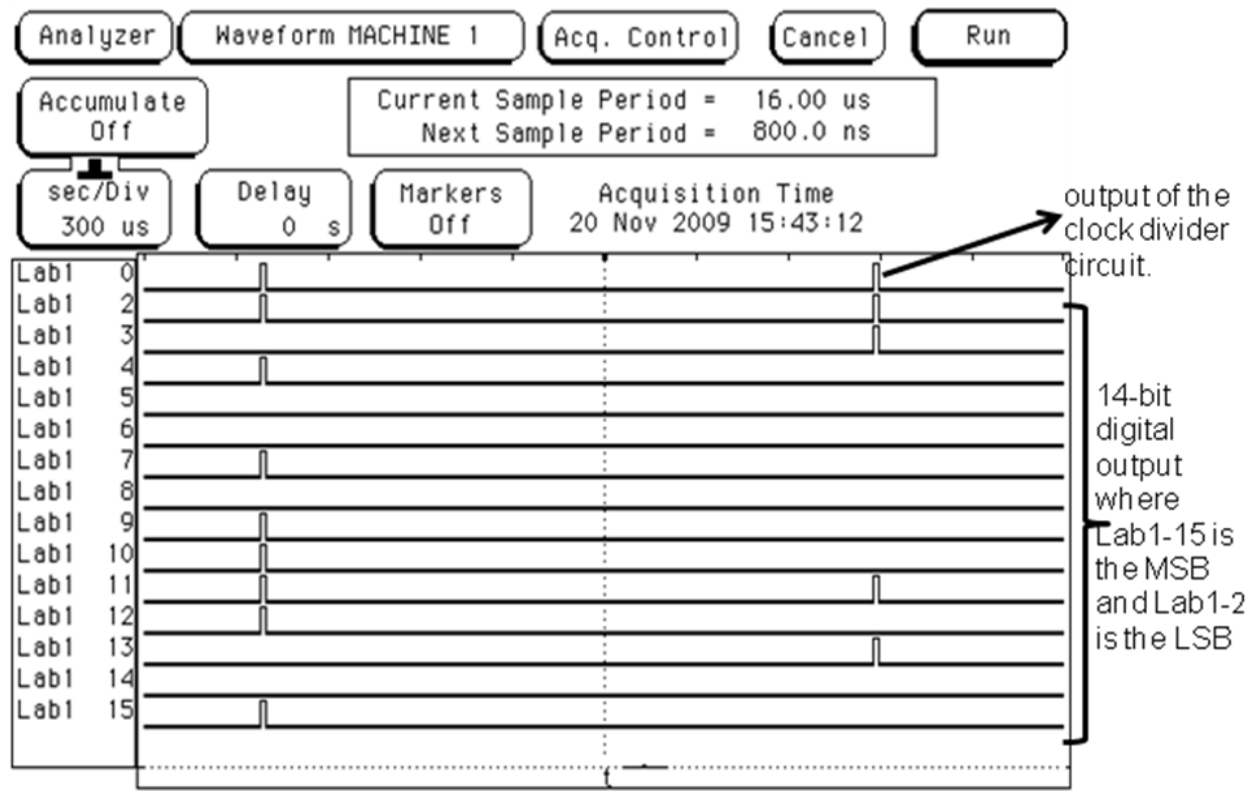 Analyzer Waveform MACHINE 1 Acq. Control Cancel Run
Accumulate
Off
Current Sample Period = 16.00 us
Next Sample Period = 800.0 ns
sec/Div
300 us
Delay
0 s
Markers
Off
Acquisition Time
20 Nov 2009 15:43:12
output of the
clock divider
circuit.
Lab1 0
Lab1 2
Lab1 3
Lab1 4
Lab1 5
Lab1 6
Lab1 7
Lab1 8
Lab1 9
Lab1 10
Lab1 11
Lab1 12
Lab1 13
Lab1 14
Lab1 15
14-bit
digital
output
where
Lab1-15 is
the MSB
and Lab1-2
is the LSB
t